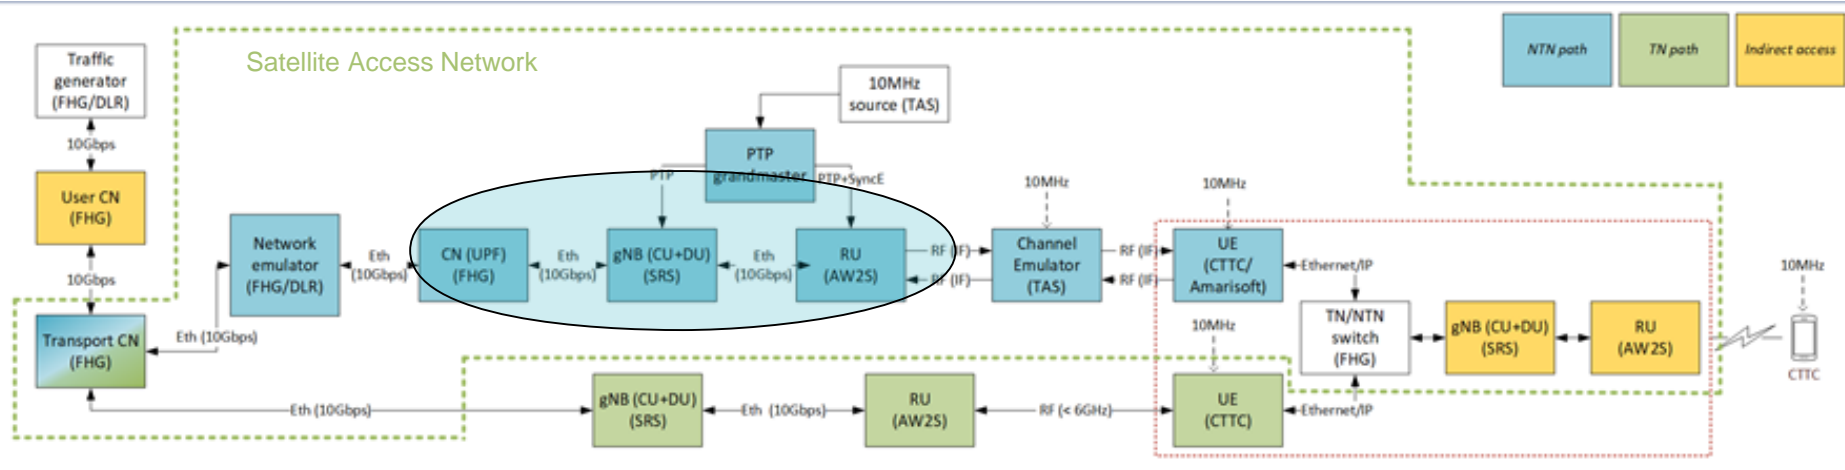 Satellite Access Network
NTN path
TN path
Indirect access
Traffic
generator
(FHG/DLR)
10Gbps
User CN
(FHG)
10Gbps
Transport CN
(FHG)
Eth (10Gbps)
Network
emulator
(FHG/DLR)
Eth
(10Gbps)
CN (UPF)
(FHG)
Eth
(10Gbps)
gNB (CU+DU)
(SRS)
Eth
(10Gbps)
RU
(AW2S)
10MHz
source (TAS)
PTP
grandmaster
PTP
PTP+SyncE
RF (IF)
RF (IF)
10MHz
Channel
Emulator
(TAS)
RF (IF)
RF (IF)
10MHz
UE
(CTTC/
Amarisoft)
Ethernet/IP
TN/NTN
switch
(FHG)
gNB (CU+DU)
(SRS)
RU
(AW2S)
10MHz
CTTC
Eth (10Gbps)
gNB (CU+DU)
(SRS)
Eth (10Gbps)
RU
(AW2S)
RF (< 6GHz)
10MHz
UE
(CTTC)
Ethernet/IP